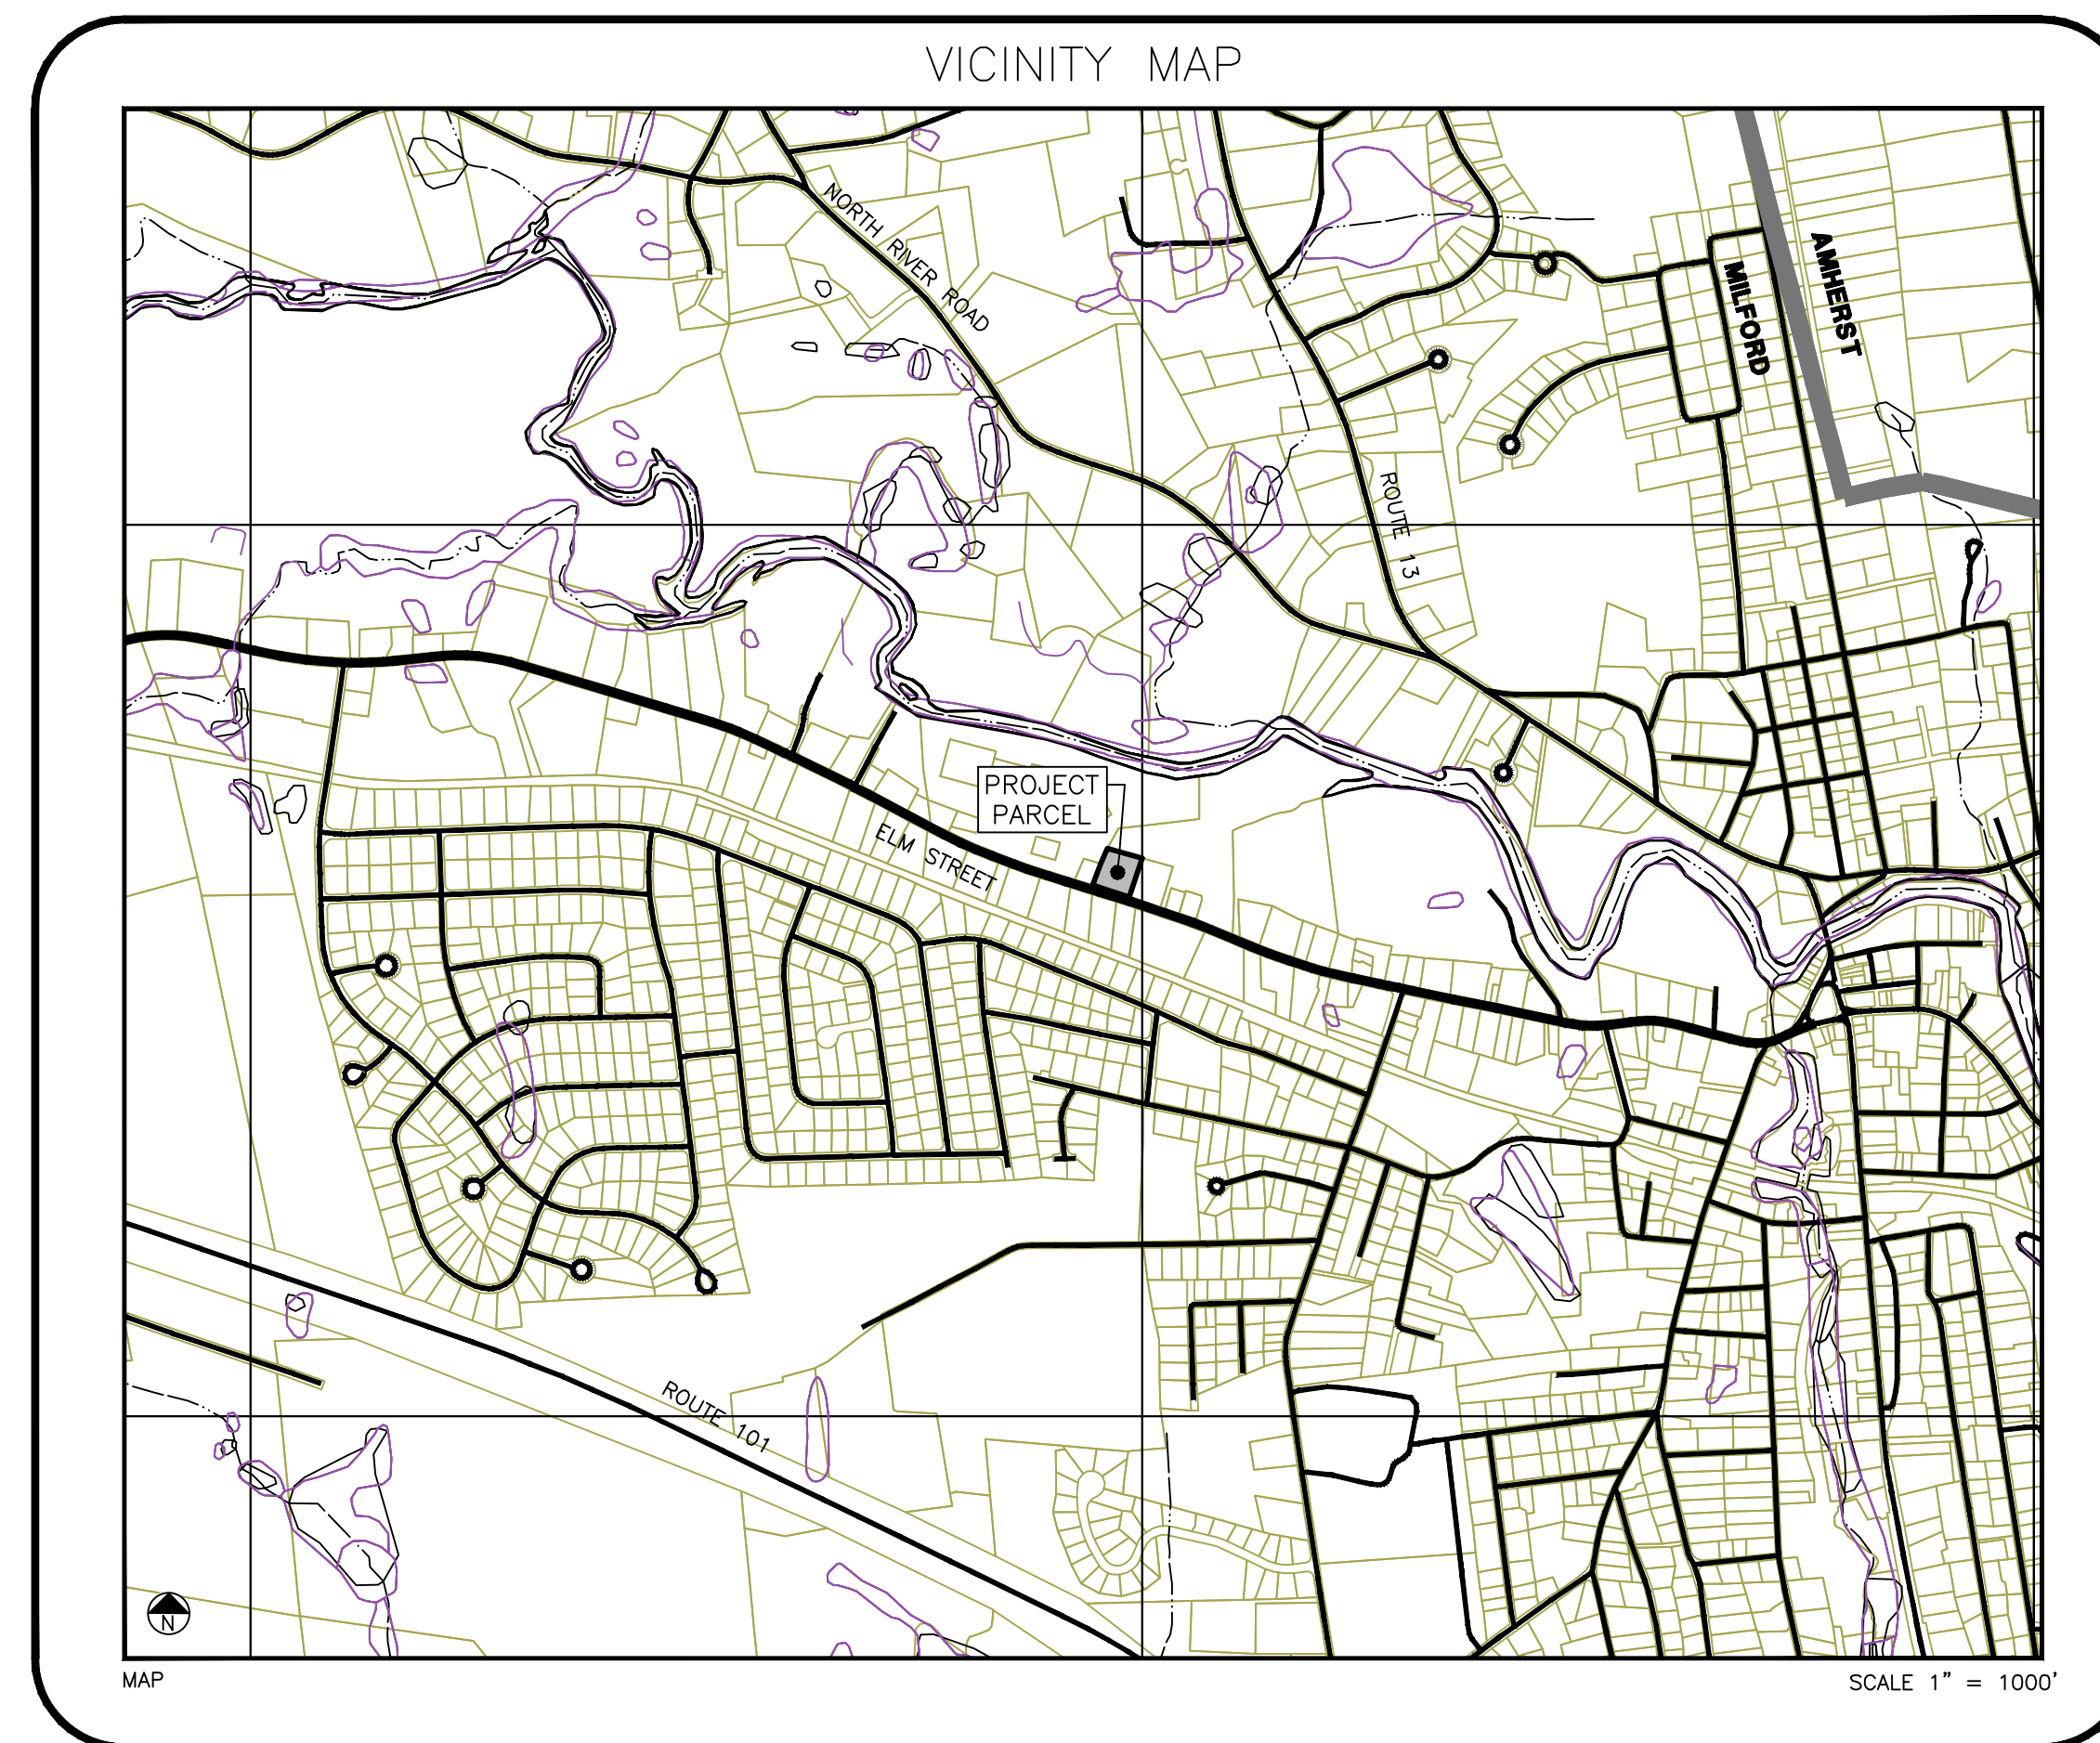 VICINITY MAP
NORTH RIVER ROAD
AMHERST
MILFORD
ROUTE 13
PROJECT
PARCEL
ELM STREET
ROUTE 101
N
MAP
SCALE 1" = 1000'